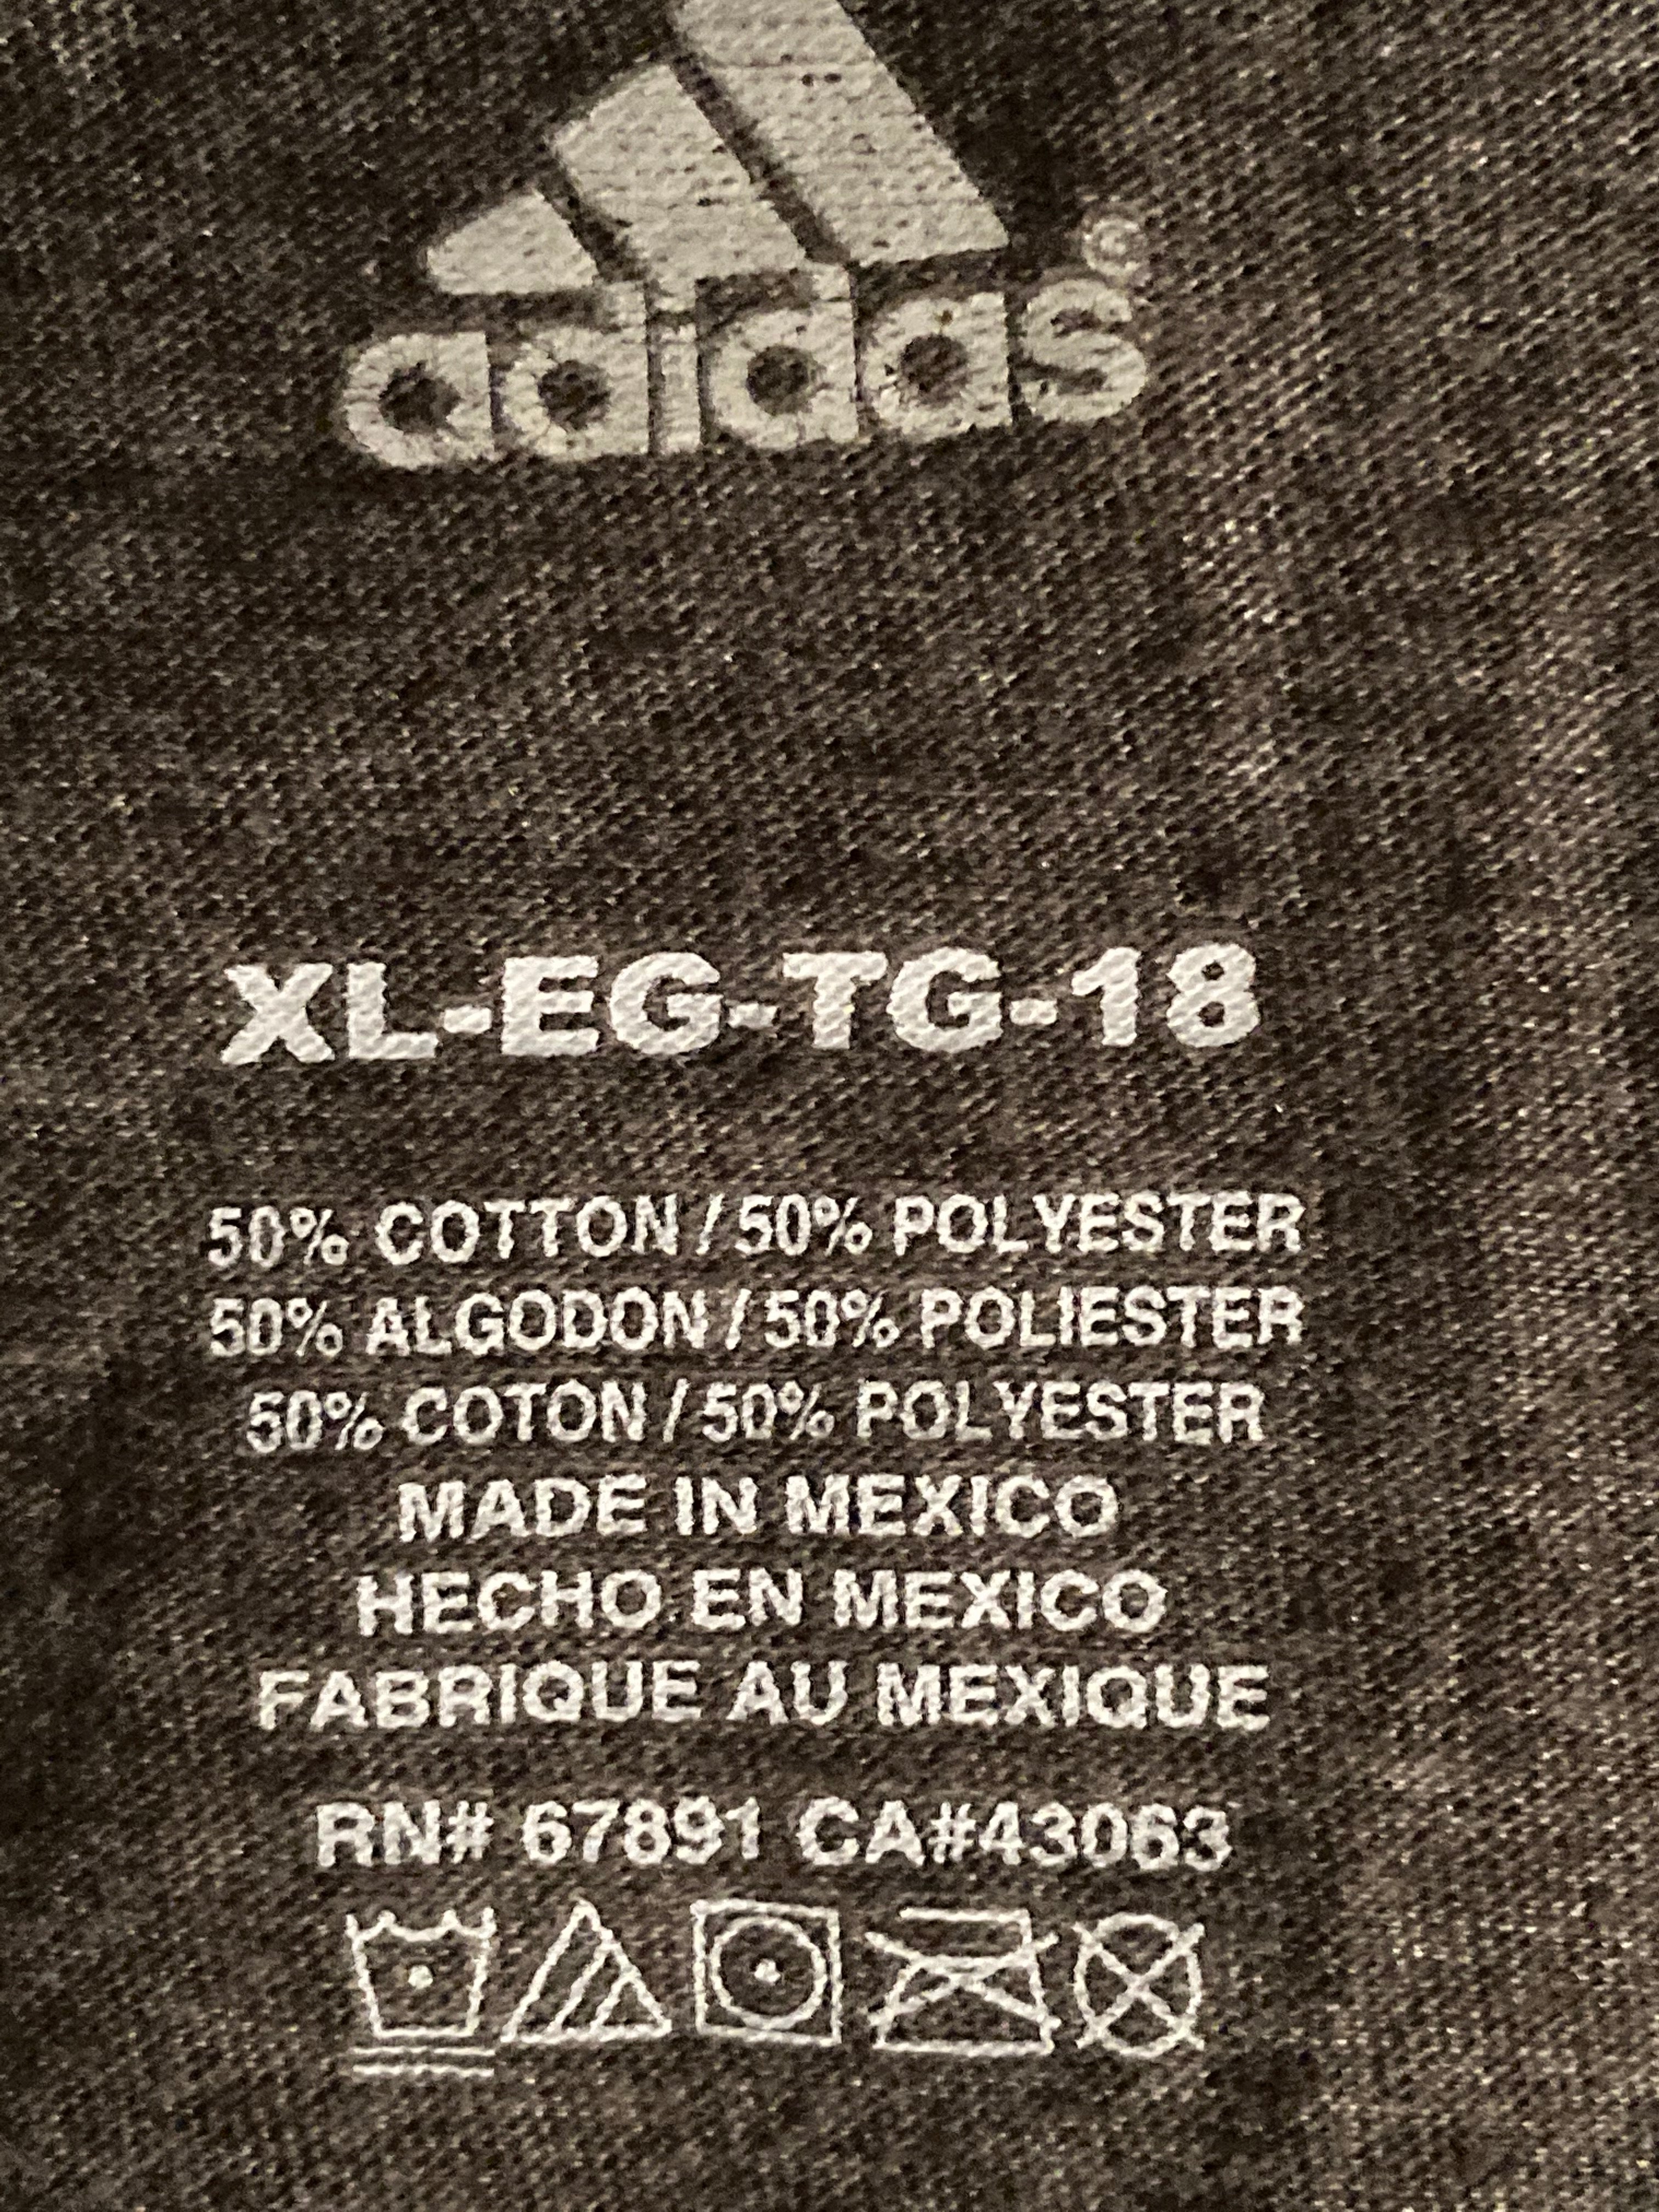 adidas
XL-EG-TG-18
50% COTTON / 50% POLYESTER
50% ALGODON / 50% POLIESTER
50% COTON / 50% POLYESTER
MADE IN MEXICO
HECHO EN MEXICO
FABRIQUE AU MEXIQUE
RN# 67891 CA#43063